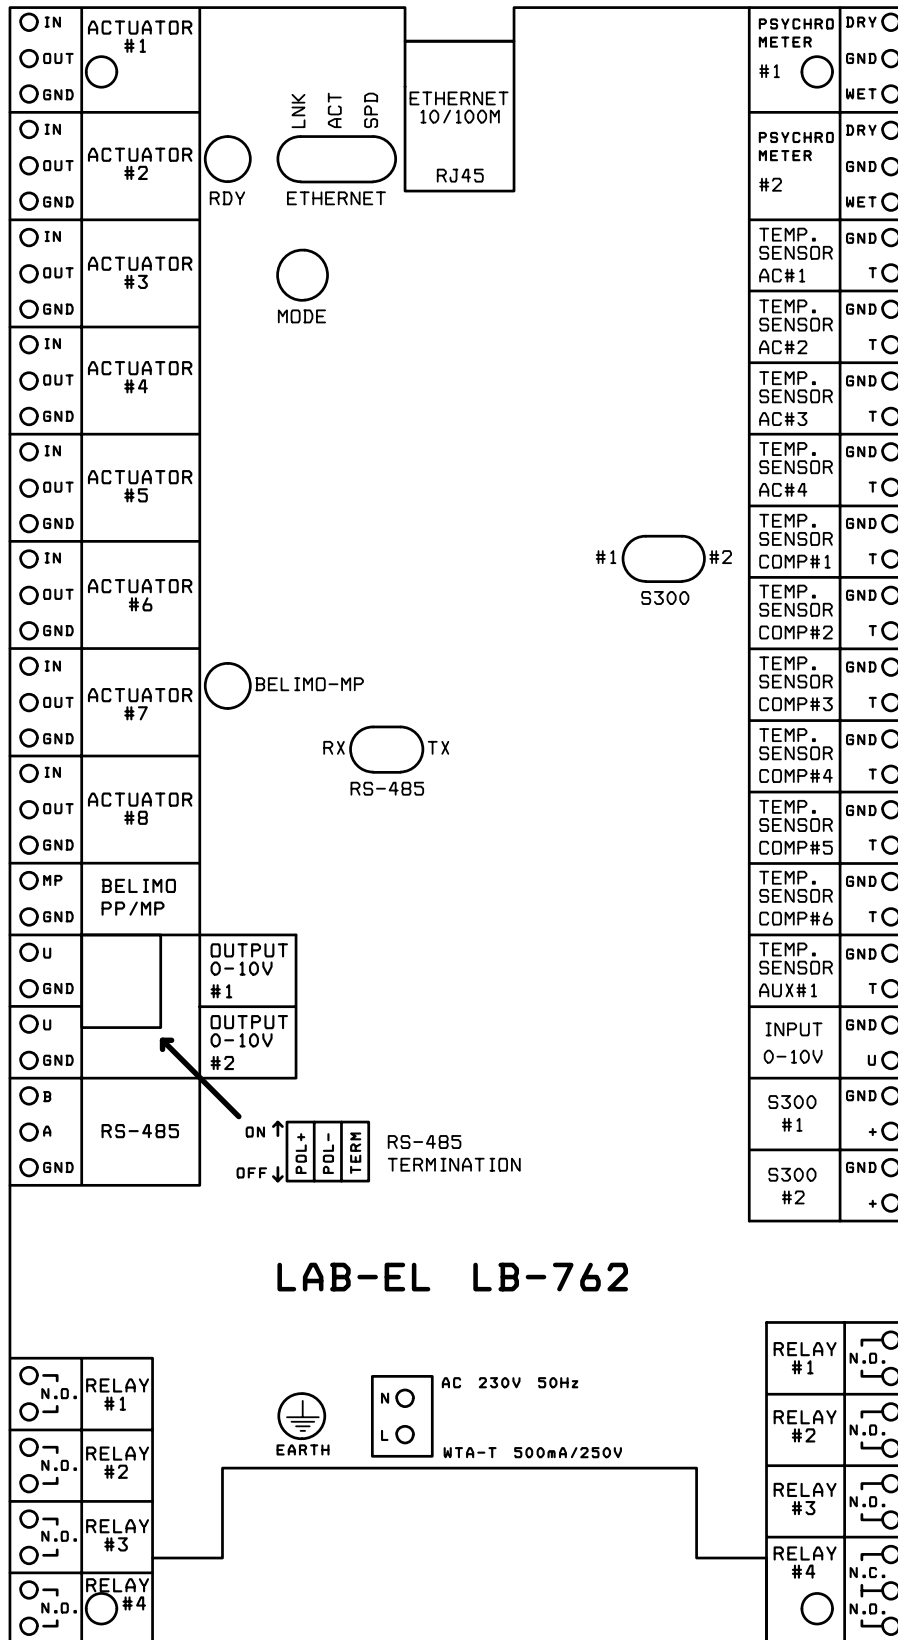 IN
OUT
GND
ACTUATOR
#1
IN
OUT
GND
ACTUATOR
#2
IN
OUT
GND
ACTUATOR
#3
IN
OUT
GND
ACTUATOR
#4
IN
OUT
GND
ACTUATOR
#5
IN
OUT
GND
ACTUATOR
#6
IN
OUT
GND
ACTUATOR
#7
IN
OUT
GND
ACTUATOR
#8
MP
GND
BELIMO
PP/MP
U
GND
OUTPUT
0-10V
#1
U
GND
OUTPUT
0-10V
#2
B
A
GND
RS-485
LNK
ACT
SPD
RDY
ETHERNET
MODE
ETHERNET
10/100M
RJ45
#1
#2
S300
BELIMO-MP
RX
TX
RS-485
ON
OFF
POL+
POL-
TERM
RS-485
TERMINATION
PSYCHRO
METER
#1
DRY
GND
WET
PSYCHRO
METER
#2
DRY
GND
WET
TEMP.
SENSOR
AC#1
GND
T
TEMP.
SENSOR
AC#2
GND
T
TEMP.
SENSOR
AC#3
GND
T
TEMP.
SENSOR
AC#4
GND
T
TEMP.
SENSOR
COMP#1
GND
T
TEMP.
SENSOR
COMP#2
GND
T
TEMP.
SENSOR
COMP#3
GND
T
TEMP.
SENSOR
COMP#4
GND
T
TEMP.
SENSOR
COMP#5
GND
T
TEMP.
SENSOR
COMP#6
GND
T
TEMP.
SENSOR
AUX#1
GND
T
INPUT
0-10V
GND
U
S300
#1
GND
+
S300
#2
GND
+
LAB-EL LB-762
N.O.
RELAY
#1
N.O.
RELAY
#2
N.O.
RELAY
#3
N.O.
RELAY
#4
EARTH
N
L
AC 230V 50Hz
WTA-T 500mA/250V
RELAY
#1
N.O.
RELAY
#2
N.O.
RELAY
#3
N.O.
RELAY
#4
N.C.
N.O.